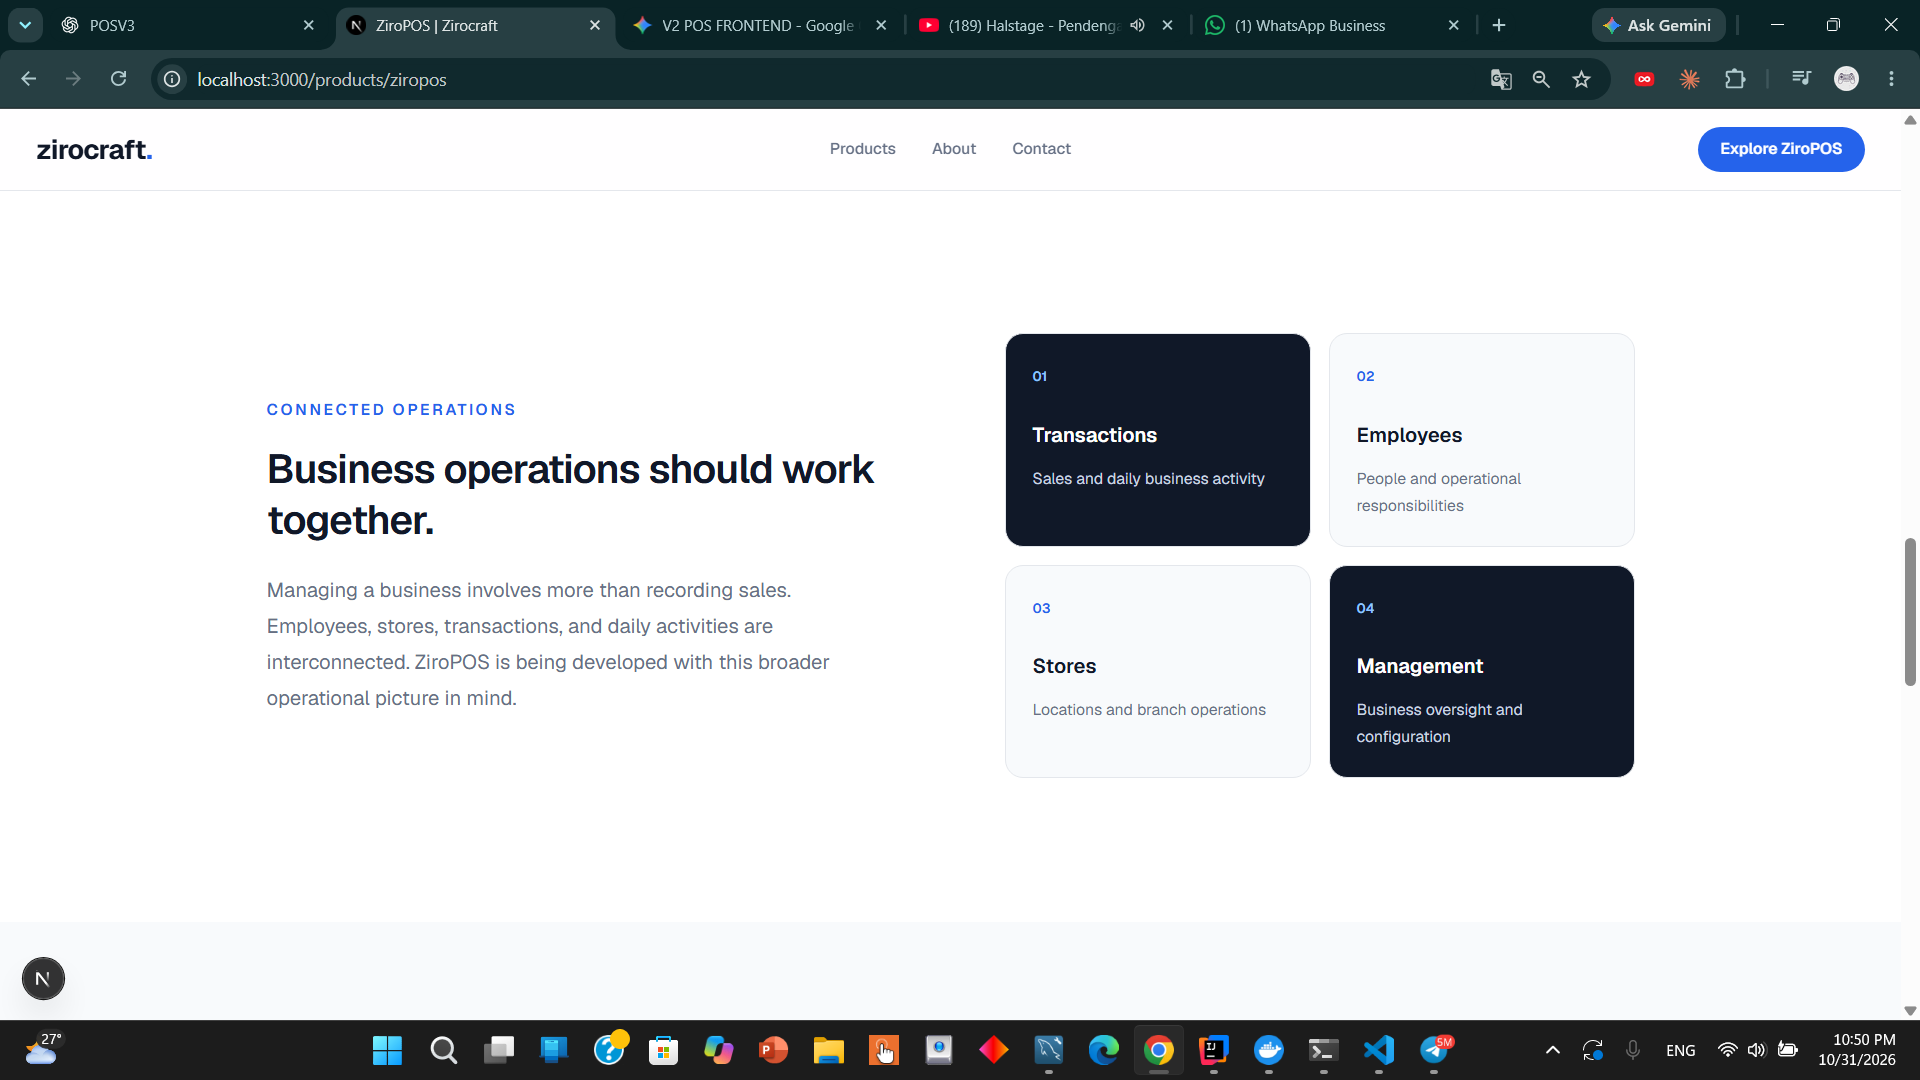 POSV3
ZiroPOS | Zirocraft
V2 POS FRONTEND - Google
(189) Halstage - Pendenga
(1) WhatsApp Business
Ask Gemini
localhost:3000/products/ziropos
zirocraft.
Products
About
Contact
Explore ZiroPOS
CONNECTED OPERATIONS
Business operations should work
together.
Managing a business involves more than recording sales.
Employees, stores, transactions, and daily activities are
interconnected. ZiroPOS is being developed with this broader
operational picture in mind.
01
Transactions
Sales and daily business activity
02
Employees
People and operational
responsibilities
03
Stores
Locations and branch operations
04
Management
Business oversight and
configuration
N
27°
5M
ENG
10:50 PM
10/31/2026